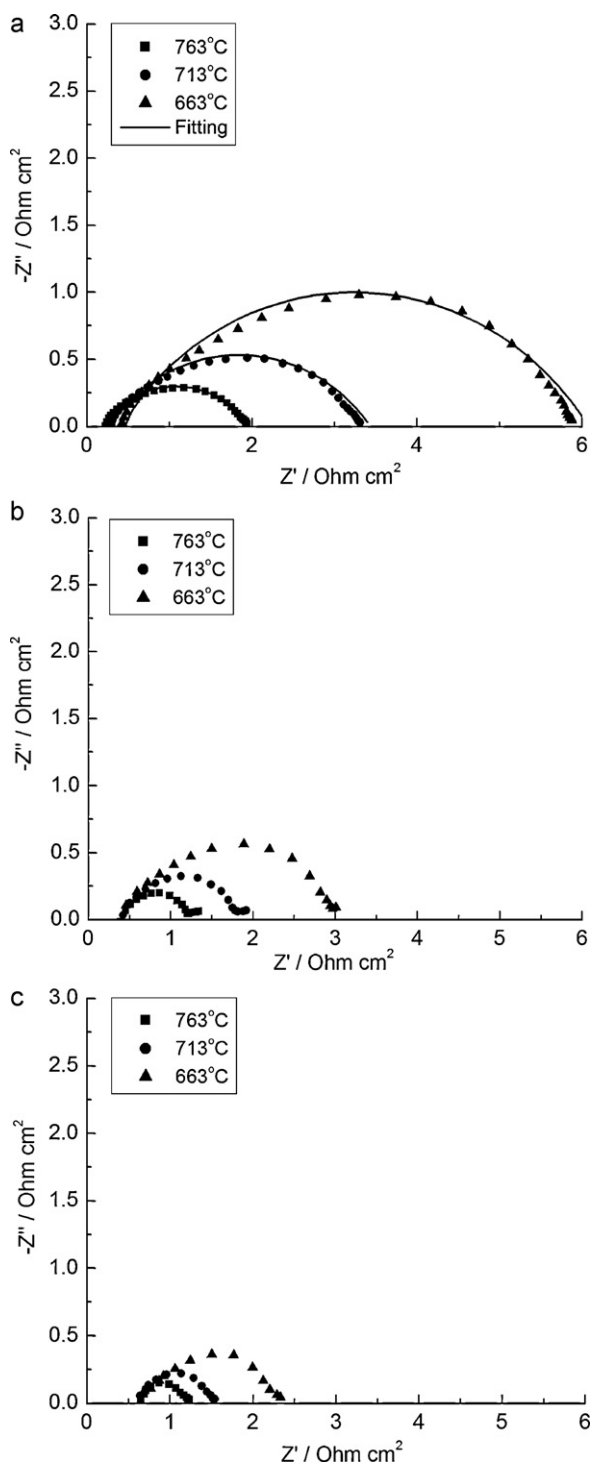 a
763°C
713°C
663°C
Fitting
3.0
2.5
2.0
1.5
1.0
0.5
0.0
-Z" / Ohm cm²
0 1 2 3 4 5 6
Z' / Ohm cm²
b
763°C
713°C
663°C
3.0
2.5
2.0
1.5
1.0
0.5
0.0
-Z" / Ohm cm²
0 1 2 3 4 5 6
Z' / Ohm cm²
c
763°C
713°C
663°C
3.0
2.5
2.0
1.5
1.0
0.5
0.0
-Z" / Ohm cm²
0 1 2 3 4 5 6
Z' / Ohm cm²